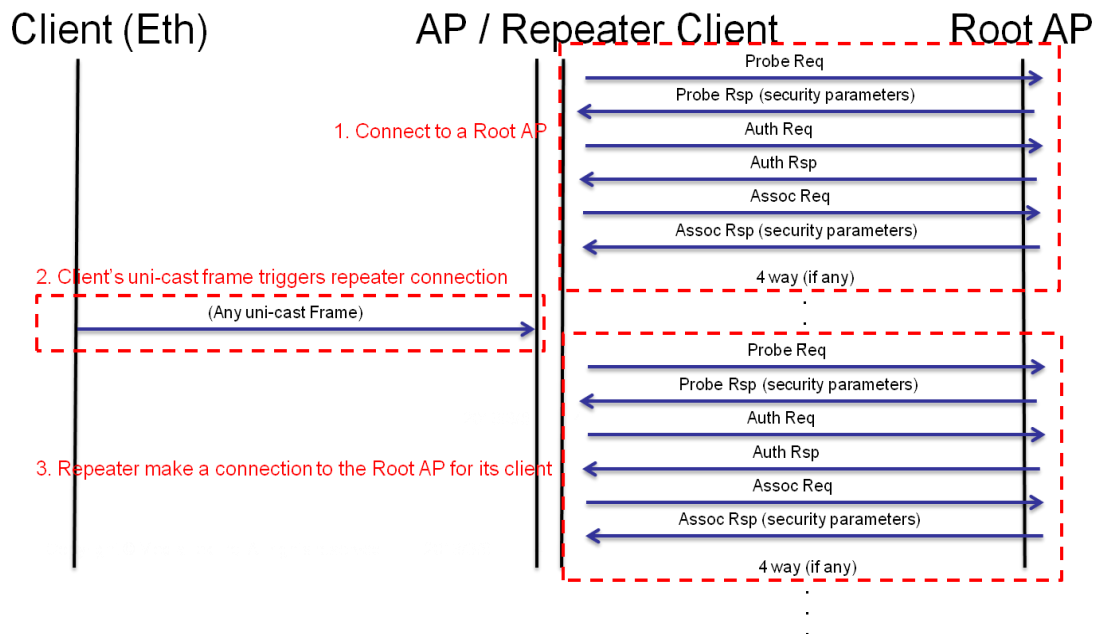 Client (Eth)
AP / Repeater Client
Root AP
Probe Req
Probe Rsp (security parameters)
1. Connect to a Root AP
Auth Req
Auth Rsp
Assoc Req
Assoc Rsp (security parameters)
2. Client's uni-cast frame triggers repeater connection
4 way (if any)
(Any uni-cast Frame)
Probe Req
Probe Rsp (security parameters)
Auth Req
Auth Rsp
3. Repeater make a connection to the Root AP for its client
Assoc Req
Assoc Rsp (security parameters)
4 way (if any)